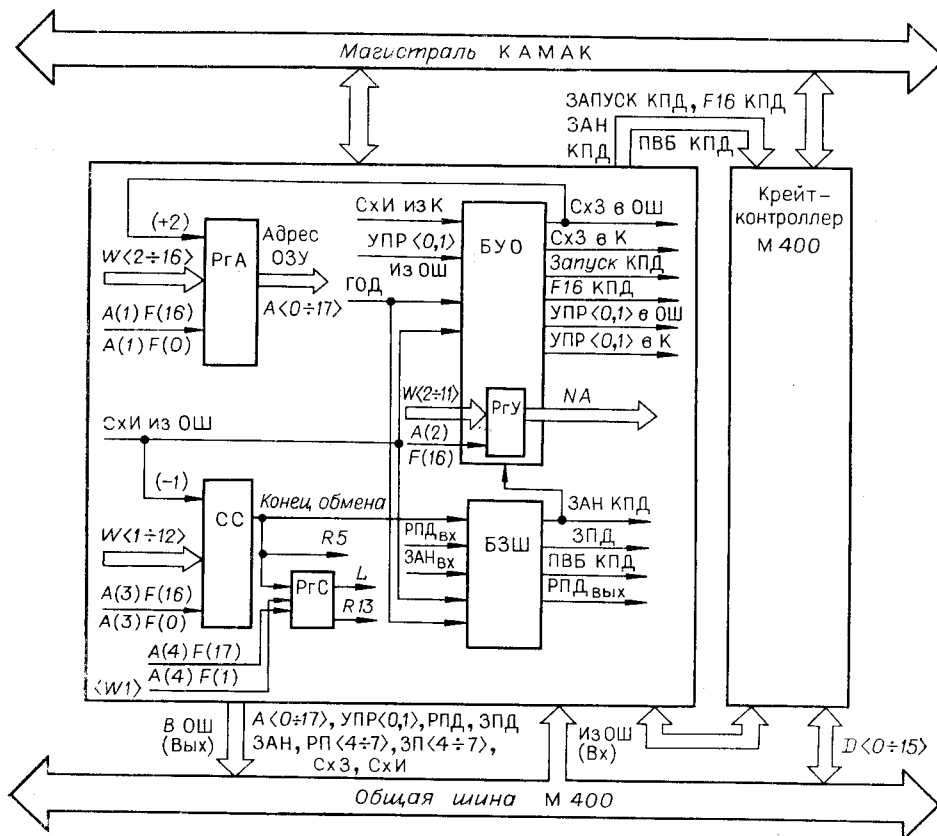 Магистраль КАМАК
ЗАПУСК КПД, F16 КПД
ЗАН КПД
ПВБ КПД
Крейт-
контроллер
М 400
(+2)
W⟨2÷16⟩
A(1) F(16)
A(1) F(0)
РгА
Адрес
ОЗУ
A⟨0÷17⟩
СхИ из К
УПР⟨0,1⟩
Из ОШ
ГОД
БУО
СхЗ в ОШ
СхЗ в К
Запуск КПД
F16 КПД
УПР⟨0,1⟩ в ОШ
УПР⟨0,1⟩ в К
W⟨2÷11⟩
A(2)
F(16)
РгУ
NA
СхИ из ОШ
(-1)
W⟨1÷12⟩
A(3) F(16)
A(3) F(0)
СС
Конец обмена
R5
РгС
L
R13
A(4) F(17)
A(4) F(1)
⟨W1⟩
РПДвх
ЗАНвх
БЗШ
ЗАН КПД
ЗПД
ПВБ КПД
РПДвых
В ОШ
(Вых)
A⟨0÷17⟩, УПР⟨0,1⟩, РПД, ЗПД
ЗАН, РП⟨4÷7⟩, ЗП⟨4÷7⟩,
СхЗ, СхИ
Из ОШ
(Вх)
D⟨0÷15⟩
Общая шина М 400